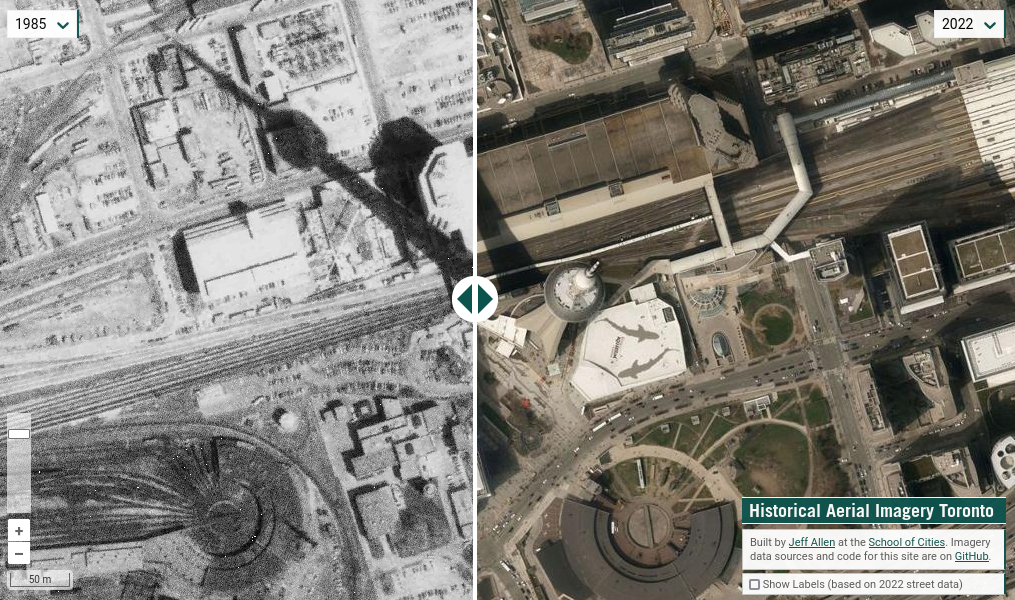 1985
2022
+
−
50 m
Historical Aerial Imagery Toronto
Built by Jeff Allen at the School of Cities. Imagery
data sources and code for this site are on GitHub.
Show Labels (based on 2022 street data)